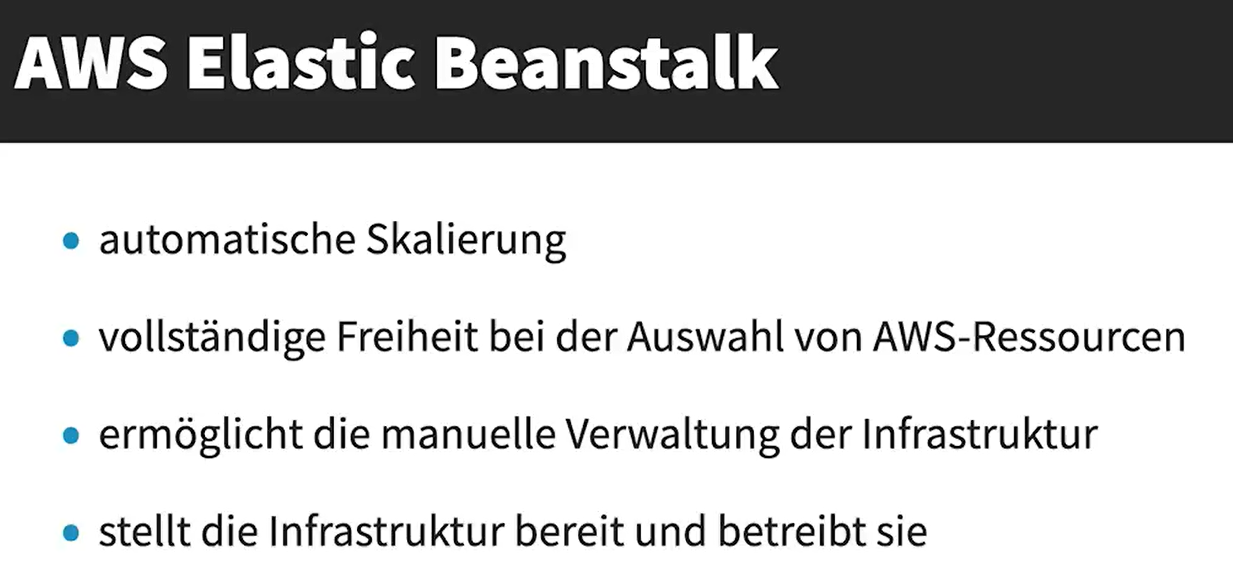 AWS Elastic Beanstalk
automatische Skalierung
vollständige Freiheit bei der Auswahl von AWS-Ressourcen
ermöglicht die manuelle Verwaltung der Infrastruktur
stellt die Infrastruktur bereit und betreibt sie